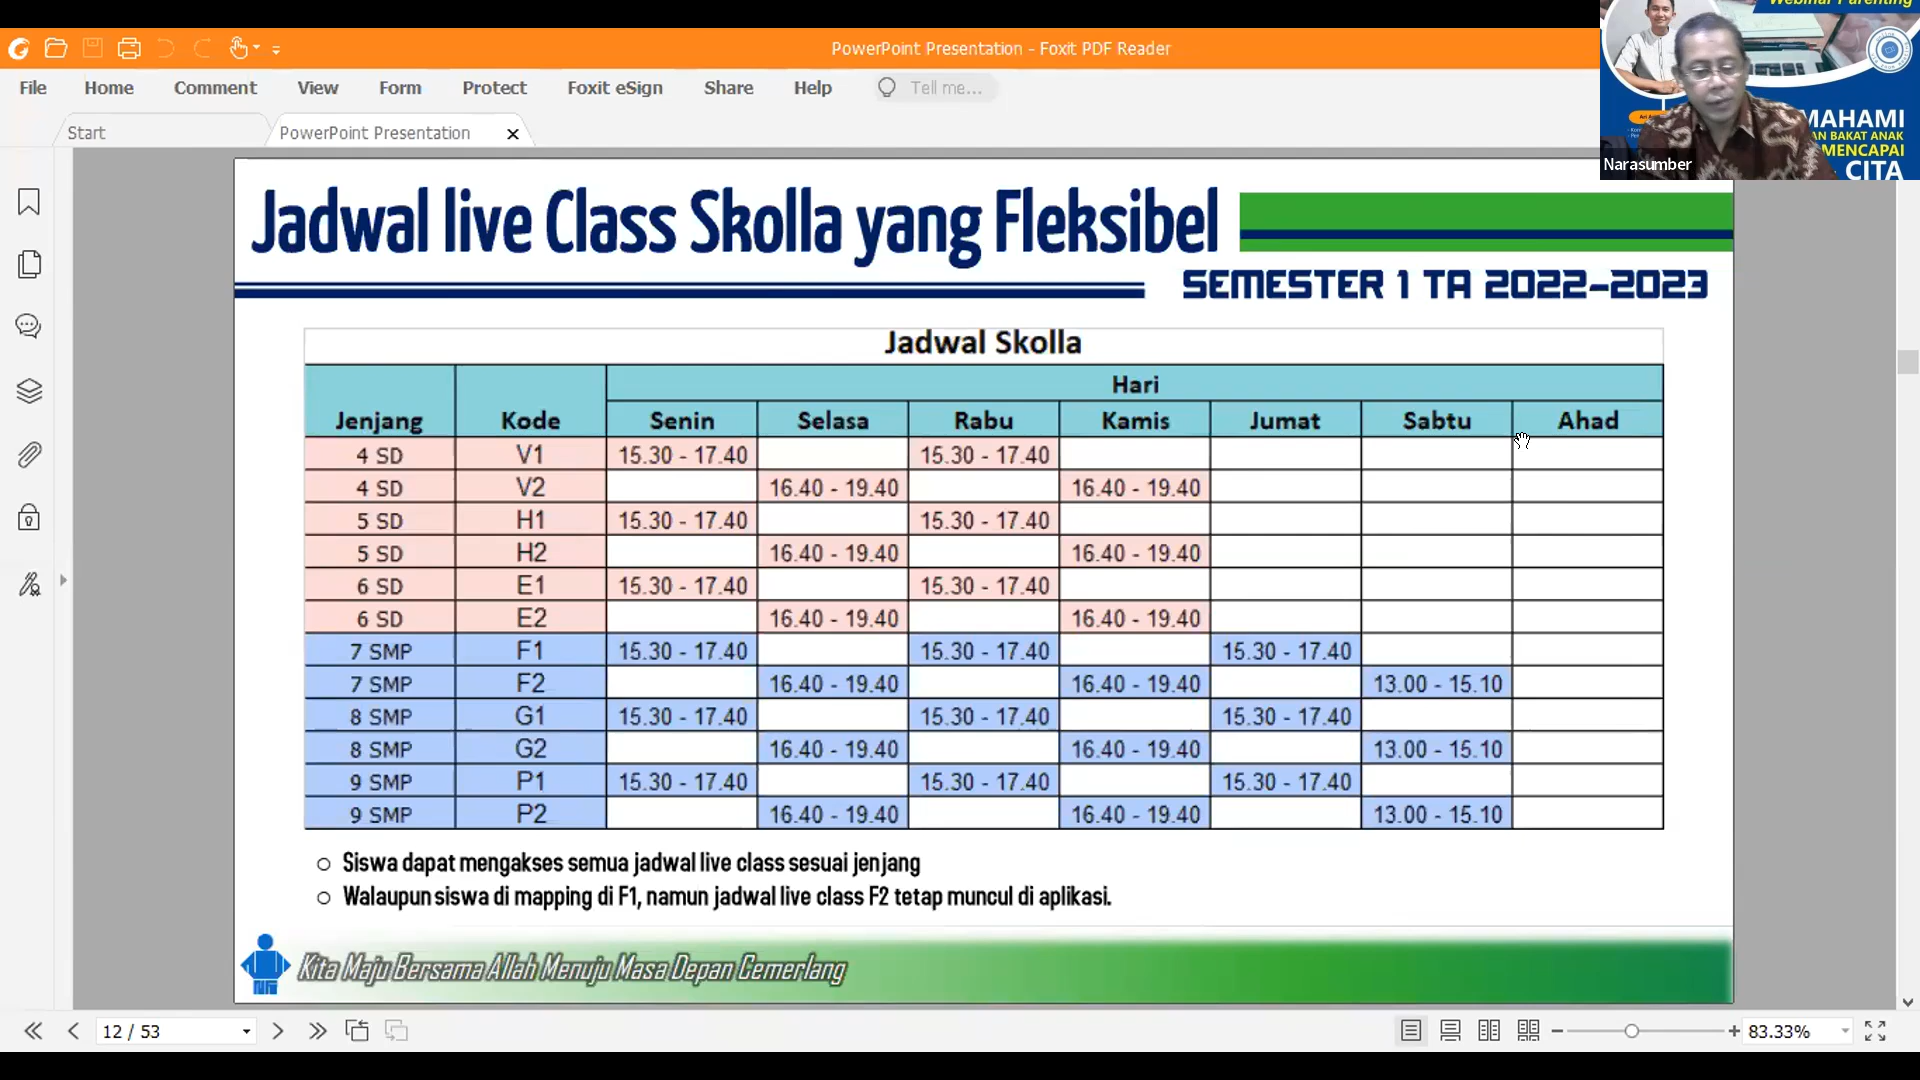 Webinar Parenting
PowerPoint Presentation - Foxit PDF Reader
File Home Comment View Form Protect Foxit eSign Share Help Tell me...
MAHAMI
AN BAKAT ANAK
MENCAPAI
CITA
Narasumber
Start PowerPoint Presentation
Jadwal live Class Skolla yang Fleksibel
SEMESTER 1 TA 2022-2023
Jadwal Skolla
Hari
Jenjang Kode Senin Selasa Rabu Kamis Jumat Sabtu Ahad
4 SD V1 15.30 - 17.40 15.30 - 17.40
4 SD V2 16.40 - 19.40 16.40 - 19.40
5 SD H1 15.30 - 17.40 15.30 - 17.40
5 SD H2 16.40 - 19.40 16.40 - 19.40
6 SD E1 15.30 - 17.40 15.30 - 17.40
6 SD E2 16.40 - 19.40 16.40 - 19.40
7 SMP F1 15.30 - 17.40 15.30 - 17.40 15.30 - 17.40
7 SMP F2 16.40 - 19.40 16.40 - 19.40 13.00 - 15.10
8 SMP G1 15.30 - 17.40 15.30 - 17.40 15.30 - 17.40
8 SMP G2 16.40 - 19.40 16.40 - 19.40 13.00 - 15.10
9 SMP P1 15.30 - 17.40 15.30 - 17.40 15.30 - 17.40
9 SMP P2 16.40 - 19.40 16.40 - 19.40 13.00 - 15.10
Siswa dapat mengakses semua jadwal live class sesuai jenjang
Walaupun siswa di mapping di F1, namun jadwal live class F2 tetap muncul di aplikasi.
Kita Maju Bersama Allah Menuju Masa Depan Cemerlang
12 / 53 83.33%